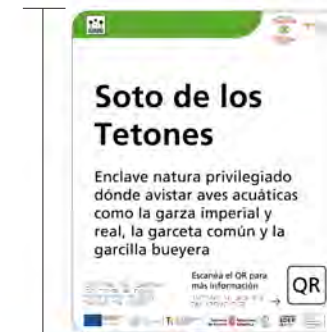 Soto de los
Tetones
Enclave natura privilegiado
dónde avistar aves acuáticas
como la garza imperial y
real, la garceta común y la
garcilla bueyera
Escanéa el QR para
más información
QR